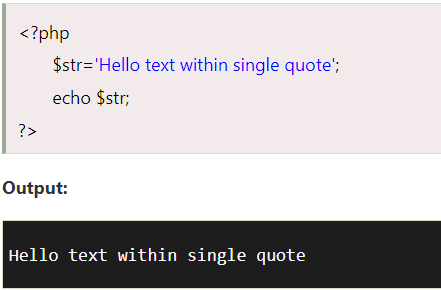 <?php
$str='Hello text within single quote';
echo $str;
?>
Output:
Hello text within single quote